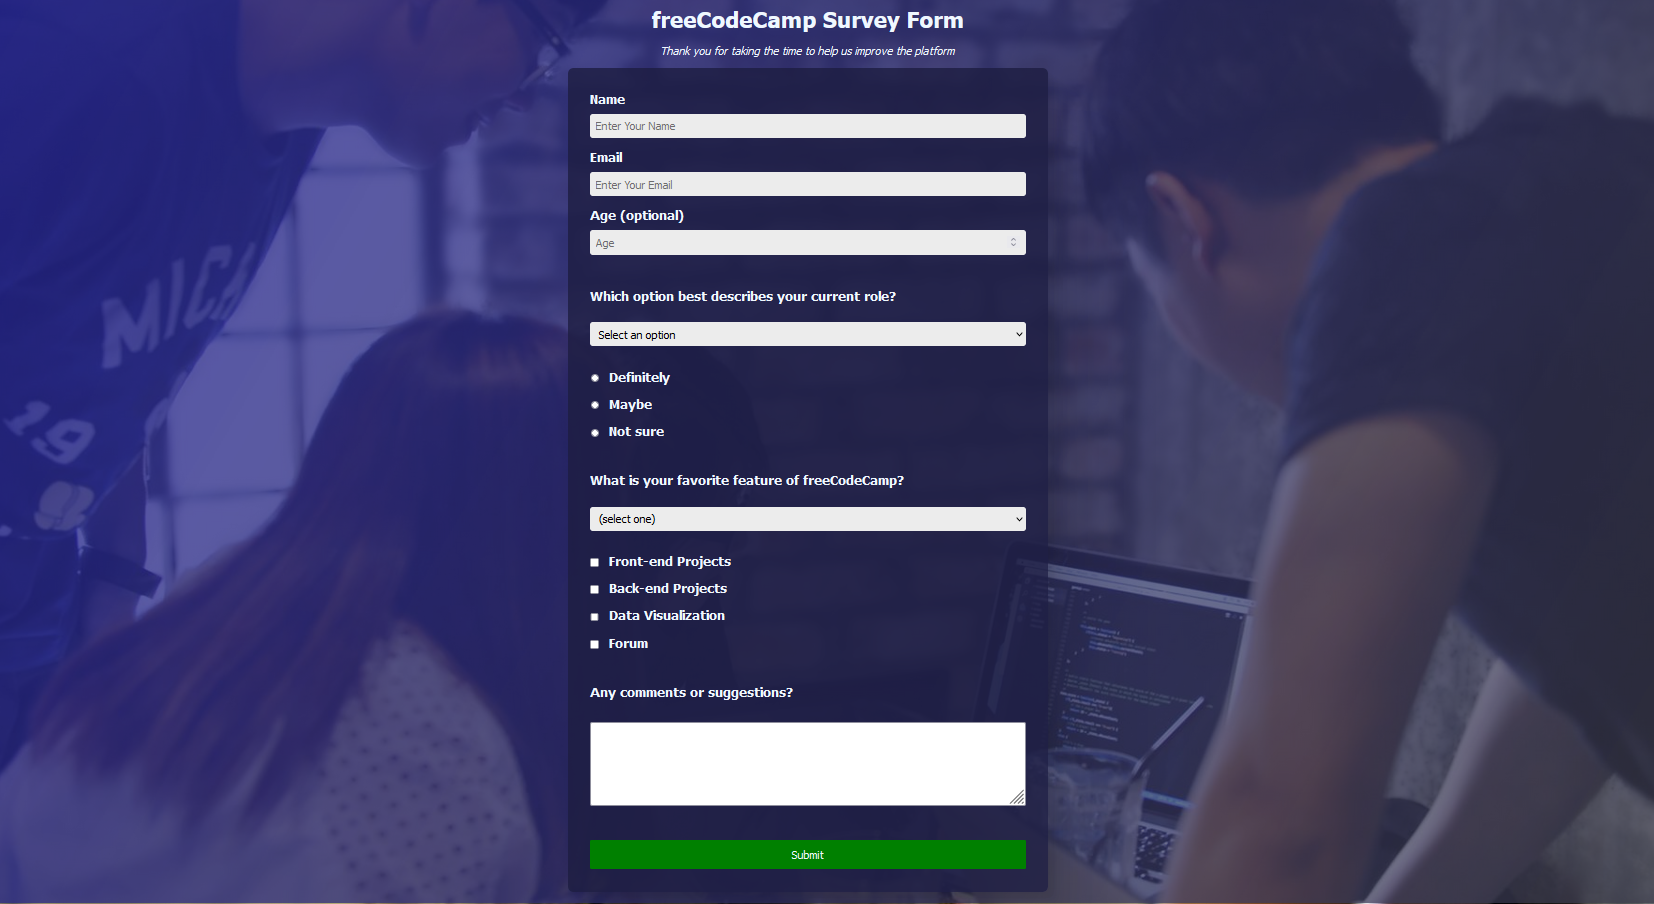 freeCodeCamp Survey Form
Thank you for taking the time to help us improve the platform
Name
Enter Your Name
Email
Enter Your Email
Age (optional)
Age
Which option best describes your current role?
Select an option
Definitely
Maybe
Not sure
What is your favorite feature of freeCodeCamp?
(select one)
Front-end Projects
Back-end Projects
Data Visualization
Forum
Any comments or suggestions?
Submit
MICH
19